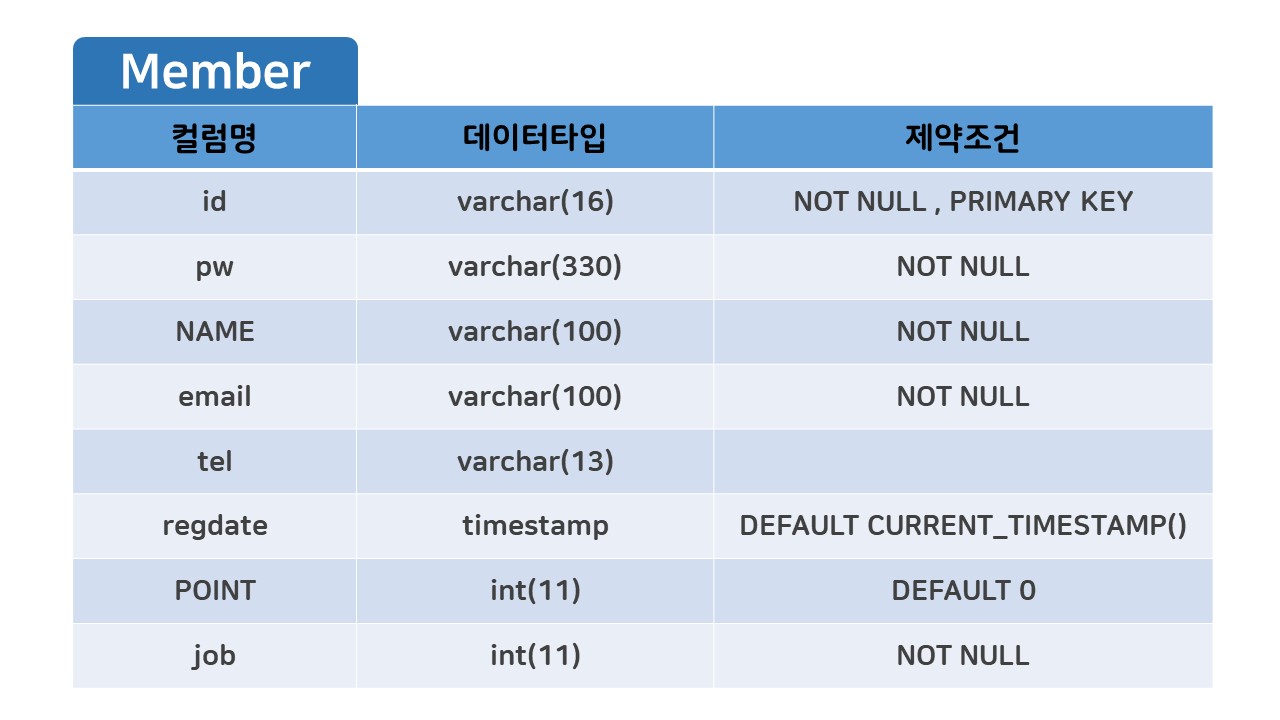 Member
컬럼명 데이터타입 제약조건
id varchar(16) NOT NULL , PRIMARY KEY
pw varchar(330) NOT NULL
NAME varchar(100) NOT NULL
email varchar(100) NOT NULL
tel varchar(13)
regdate timestamp DEFAULT CURRENT_TIMESTAMP()
POINT int(11) DEFAULT 0
job int(11) NOT NULL